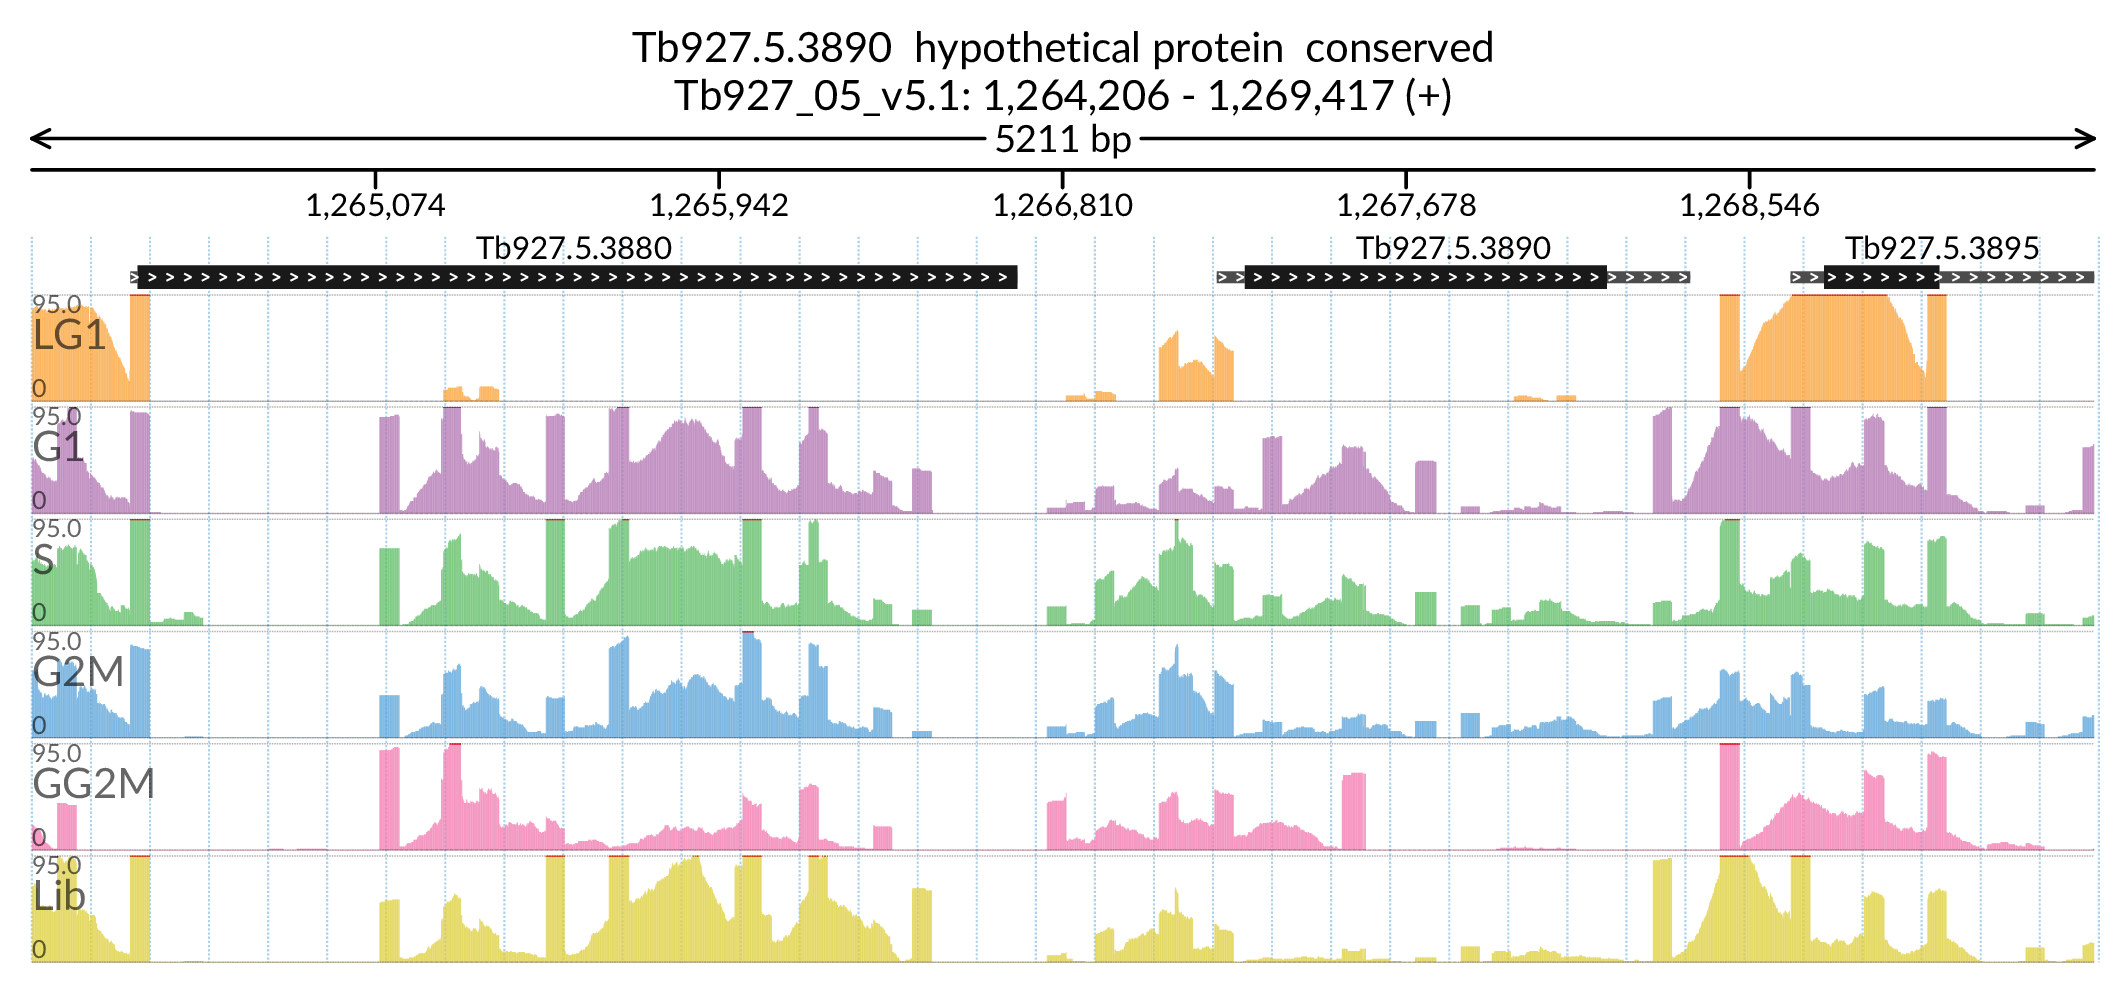 Tb927.5.3890  hypothetical protein  conserved
Tb927_05_v5.1: 1,264,206 - 1,269,417 (+)
5211 bp
1,265,074 1,265,942 1,266,810 1,267,678 1,268,546
Tb927.5.3880 Tb927.5.3890 Tb927.5.3895
95.0
LG1
0
95.0
G1
0
95.0
S
0
95.0
G2M
0
95.0
GG2M
0
95.0
Lib
0